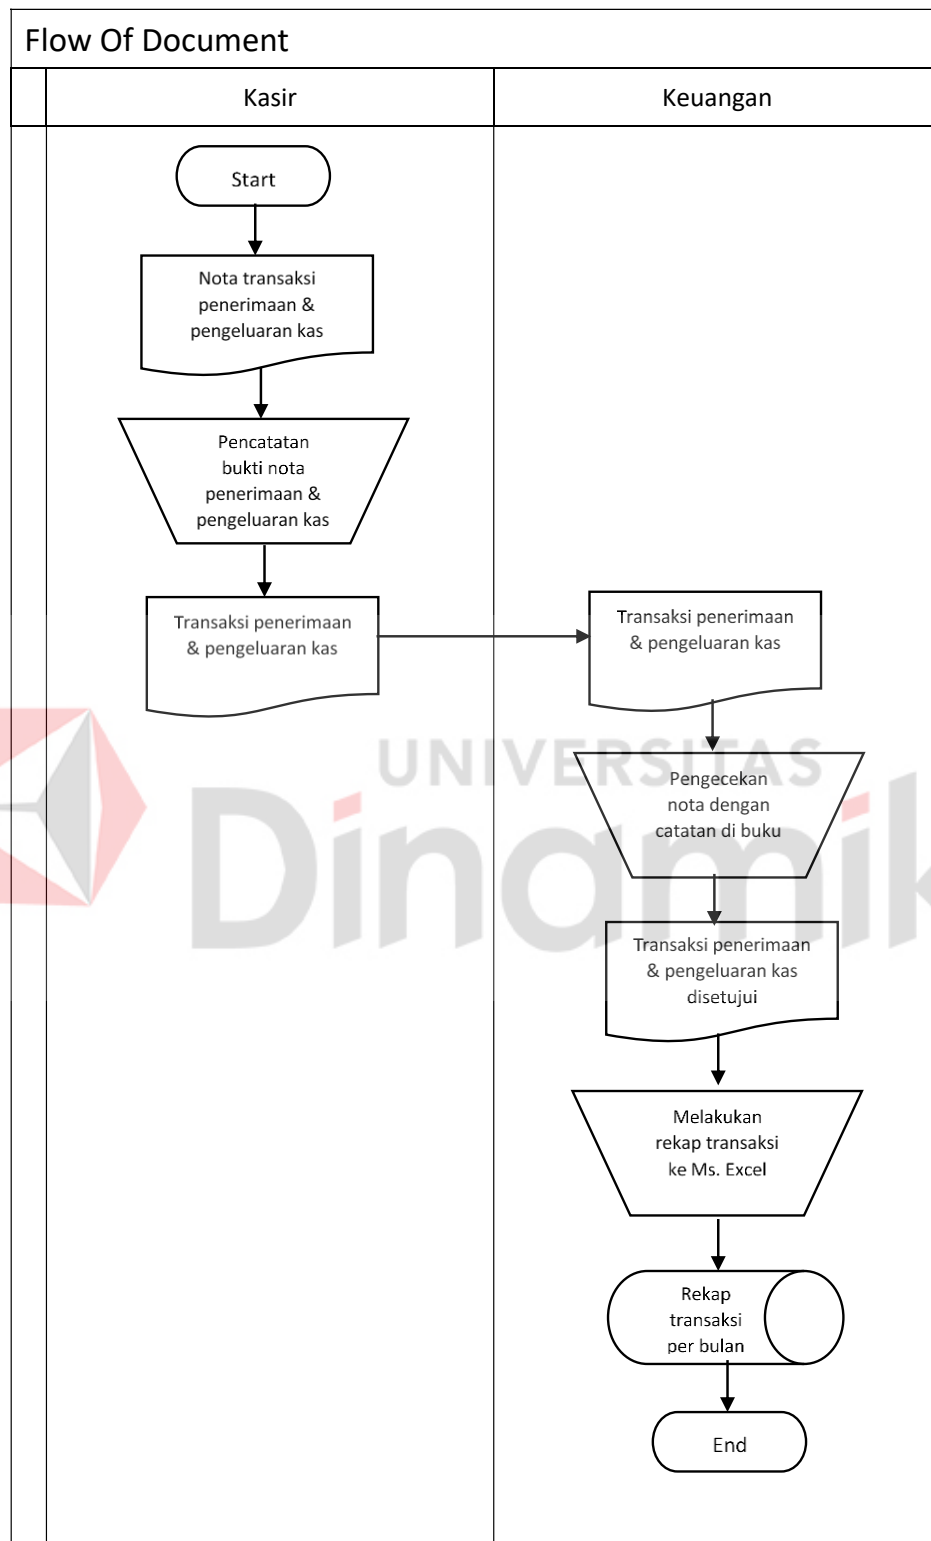 Flow Of Document
Kasir
Keuangan
Start
Nota transaksi
penerimaan &
pengeluaran kas
Pencatatan
bukti nota
penerimaan &
pengeluaran kas
Transaksi penerimaan
& pengeluaran kas
Transaksi penerimaan
& pengeluaran kas
UNIVERSITAS
Dinamik
Pengecekan
nota dengan
catatan di buku
Transaksi penerimaan
& pengeluaran kas
disetujui
Melakukan
rekap transaksi
ke Ms. Excel
Rekap
transaksi
per bulan
End